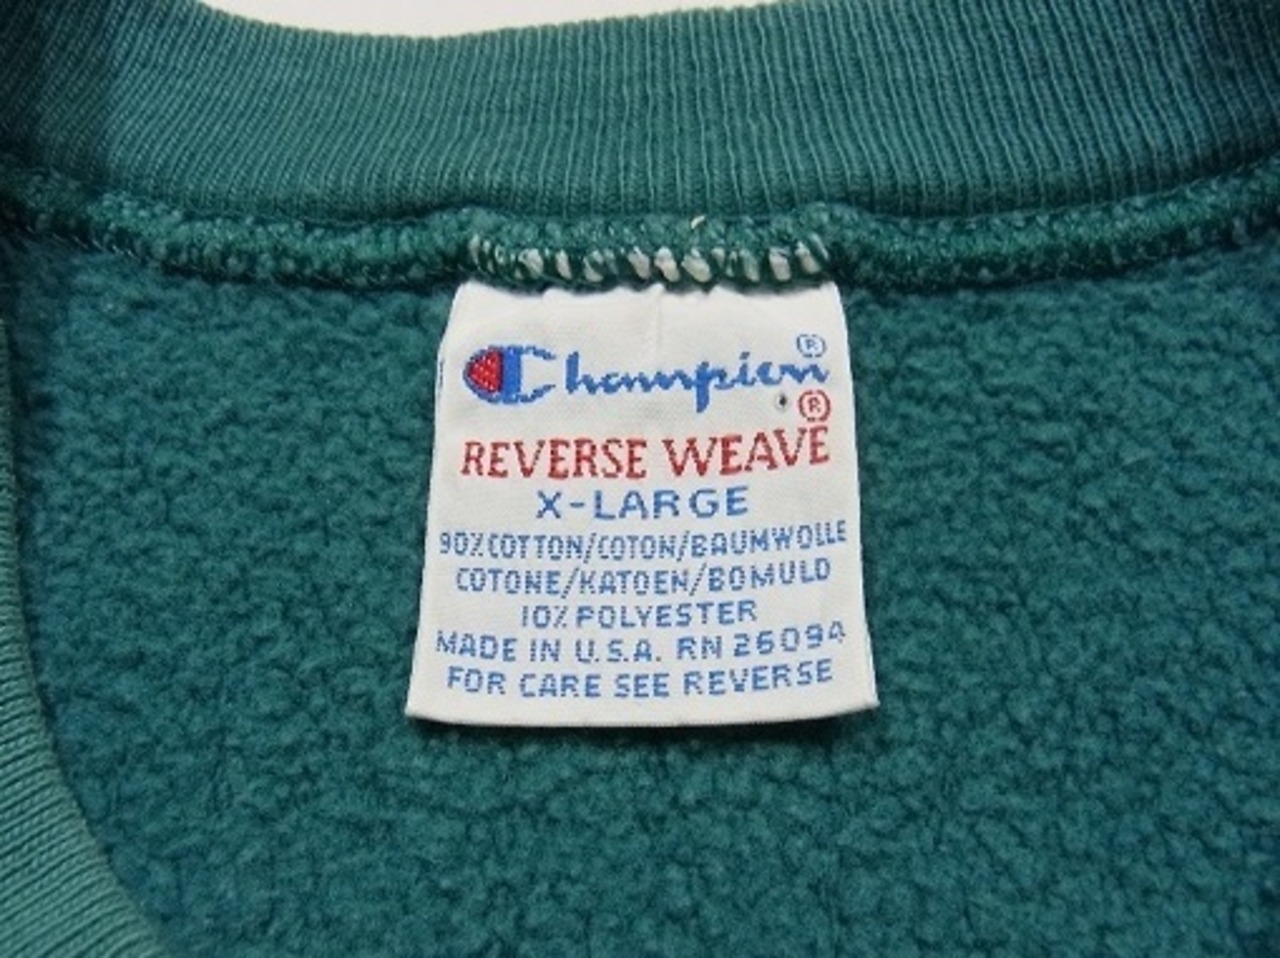 Champion®
®
REVERSE WEAVE
X-LARGE
90% COTTON/COTON/BAUMWOLLE
COTONE/KATOEN/BOMULD
10% POLYESTER
MADE IN U.S.A. RN 26094
FOR CARE SEE REVERSE